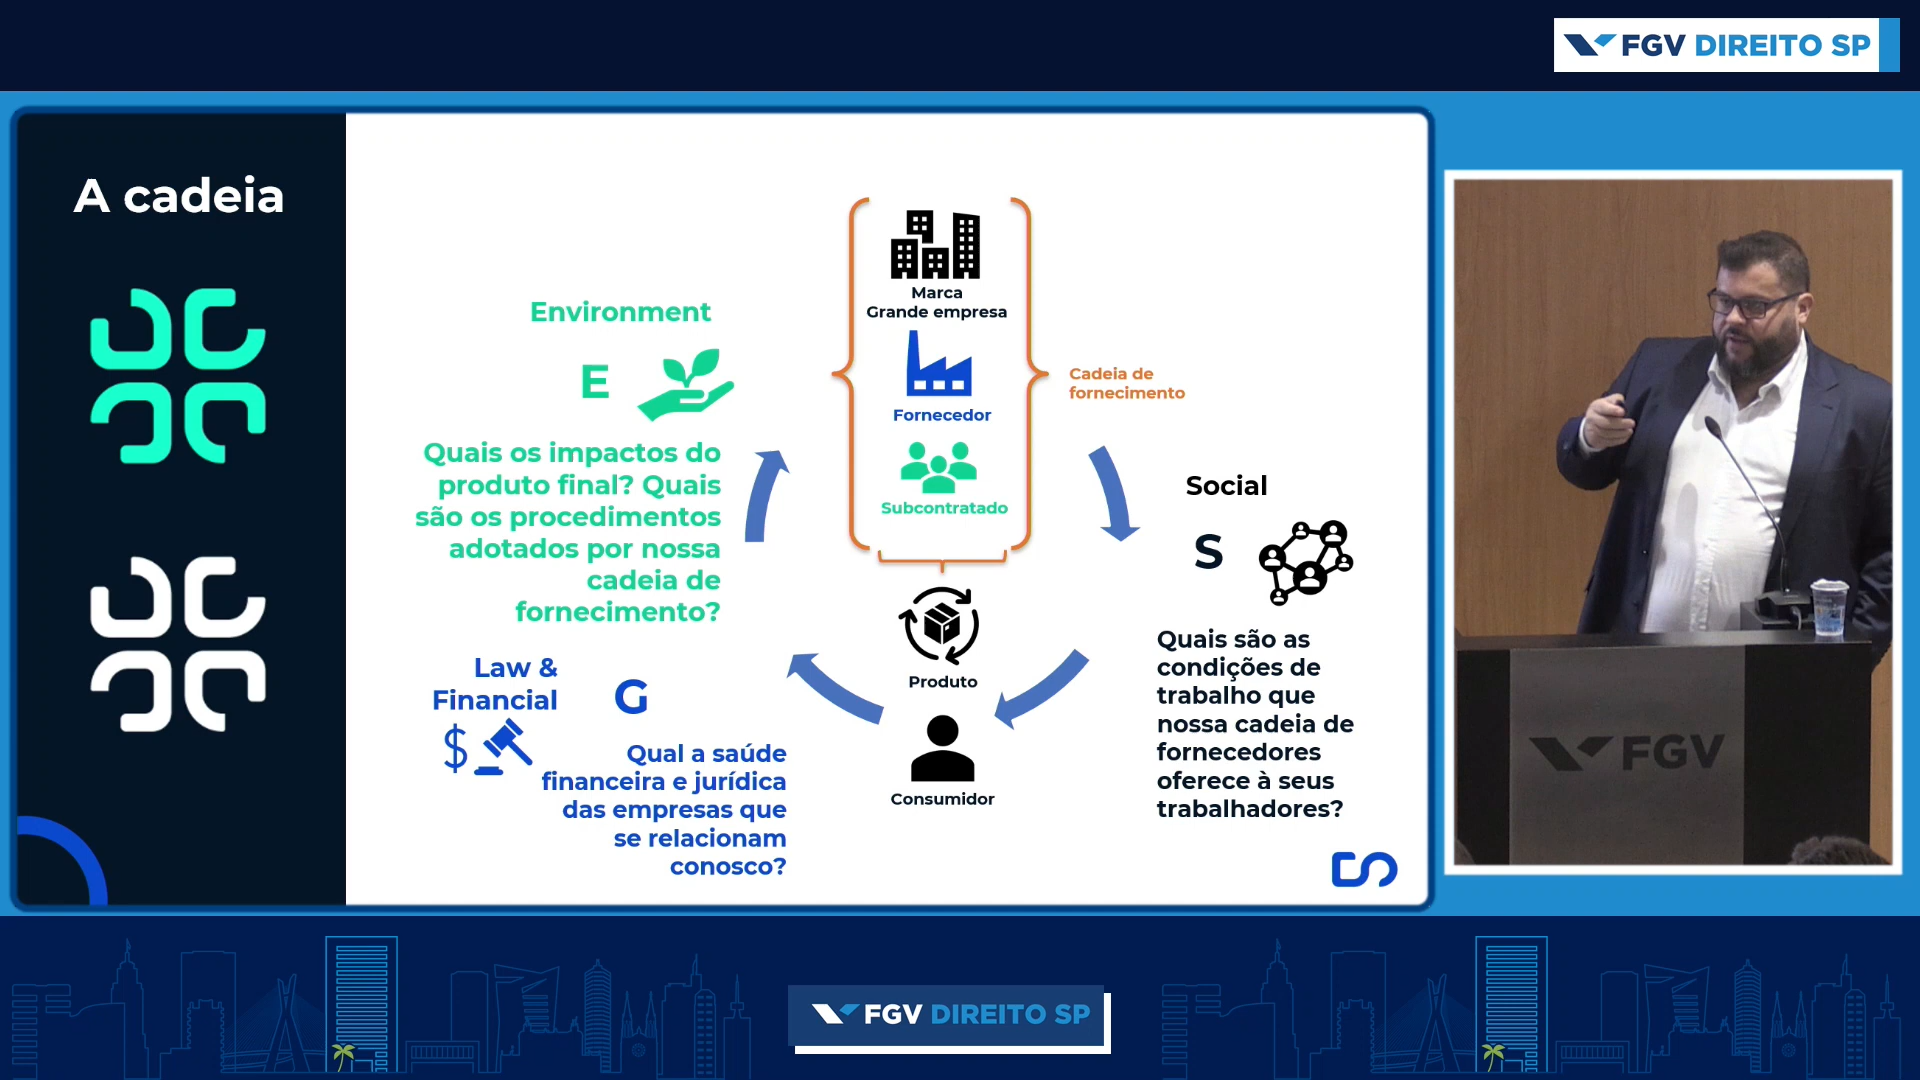 FGV DIREITO SP
A cadeia
Marca
Grande empresa
Fornecedor
Subcontratado
Cadeia de
fornecimento
Produto
Consumidor
Environment
E
Quais os impactos do
produto final? Quais
são os procedimentos
adotados por nossa
cadeia de
fornecimento?
Social
S
Quais são as
condições de
trabalho que
nossa cadeia de
fornecedores
oferece à seus
trabalhadores?
Law &
Financial
G
$
Qual a saúde
financeira e jurídica
das empresas que
se relacionam
conosco?
FGV
FGV DIREITO SP